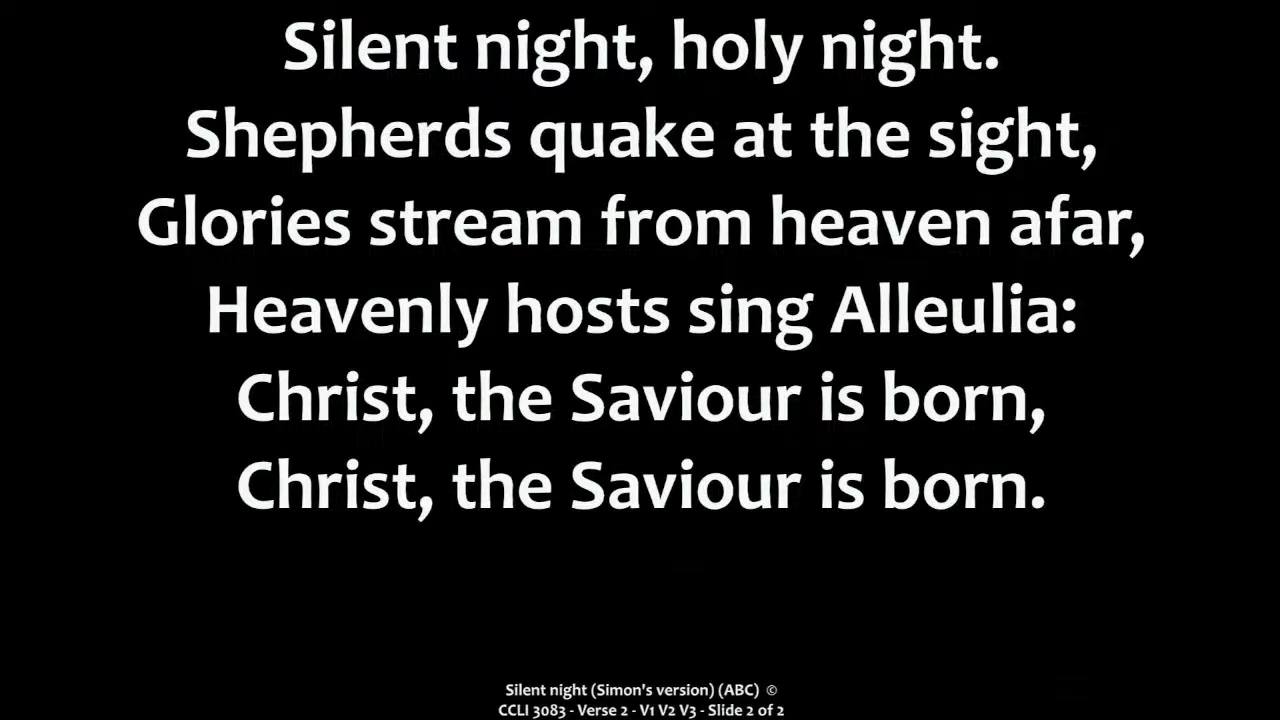 Silent night, holy night.
Shepherds quake at the sight,
Glories stream from heaven afar,
Heavenly hosts sing Alleulia:
Christ, the Saviour is born,
Christ, the Saviour is born.
Silent night (Simon's version) (ABC) ©
CCLI 3083 - Verse 2 - V1 V2 V3 - Slide 2 of 2